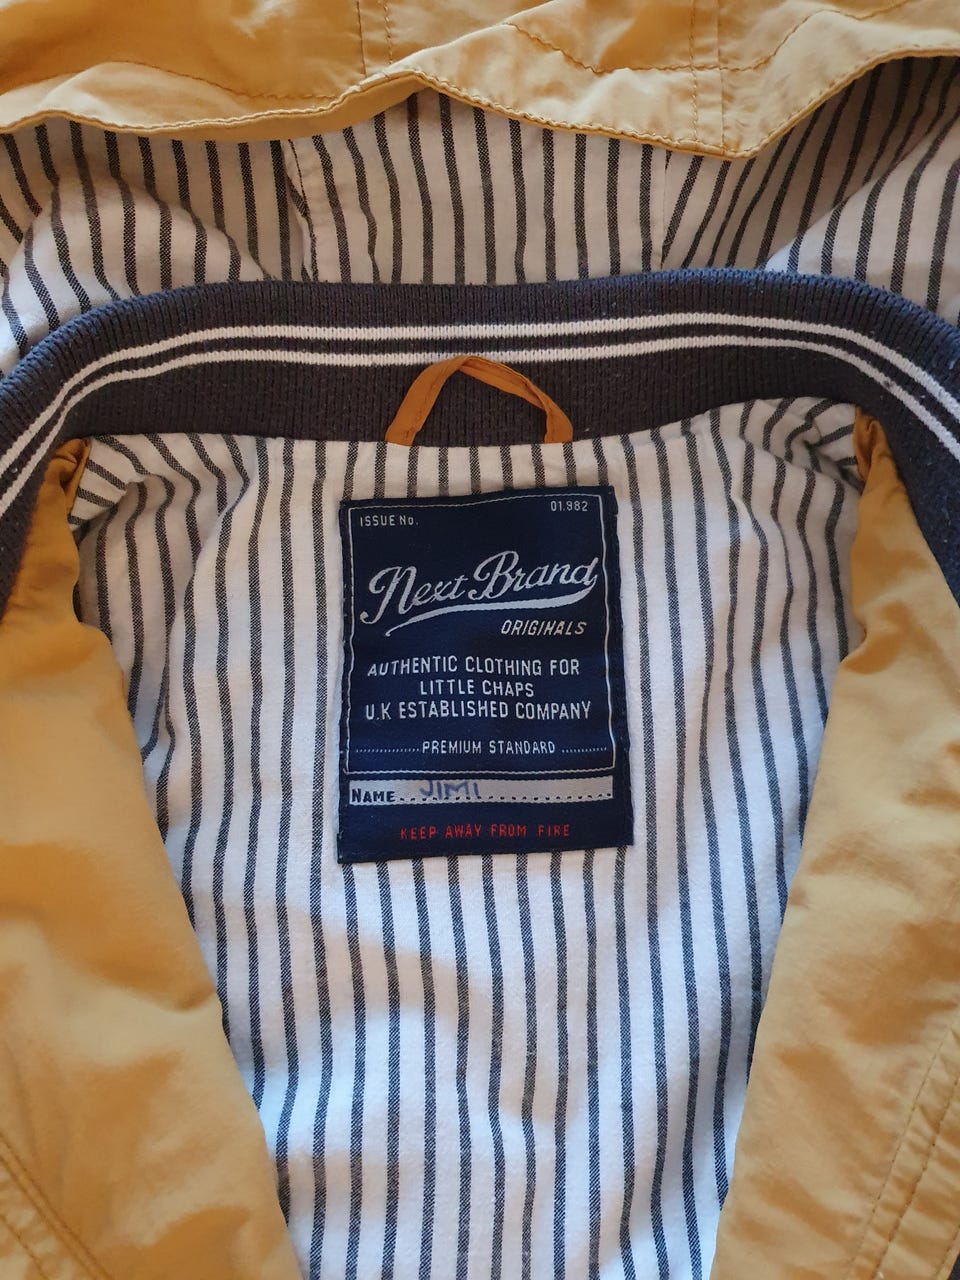 ISSUE No. 01.982
Next Brand
ORIGINALS
AUTHENTIC CLOTHING FOR
LITTLE CHAPS
U.K ESTABLISHED COMPANY
PREMIUM STANDARD
NAME JIMI
KEEP AWAY FROM FIRE